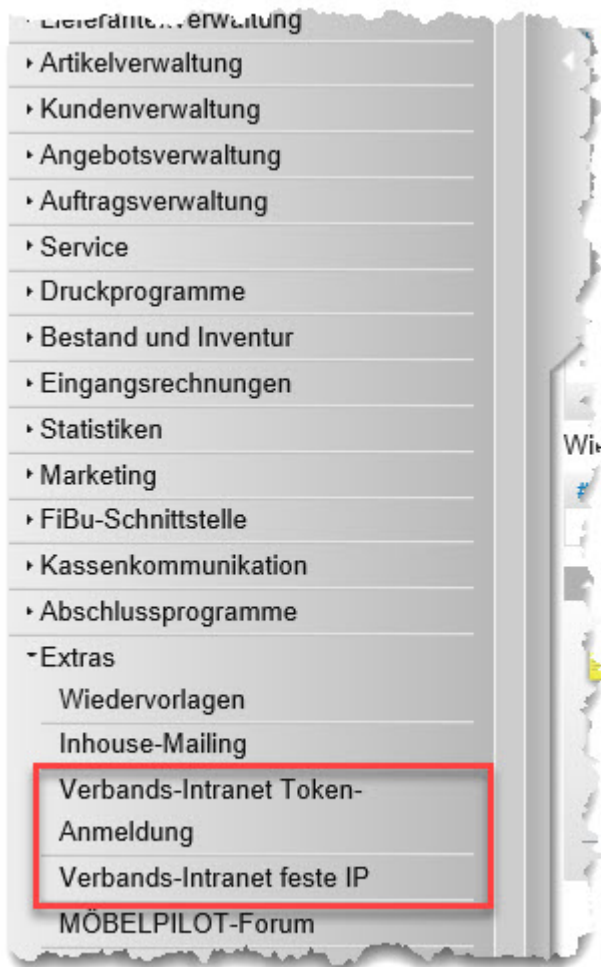 Artikelverwaltung
Kundenverwaltung
Angebotsverwaltung
Auftragsverwaltung
Service
Druckprogramme
Bestand und Inventur
Eingangsrechnungen
Statistiken
Marketing
FiBu-Schnittstelle
Kassenkommunikation
Abschlussprogramme
Extras
Wiedervorlagen
Inhouse-Mailing
Verbands-Intranet Token-
Anmeldung
Verbands-Intranet feste IP
MÖBELPILOT-Forum
#